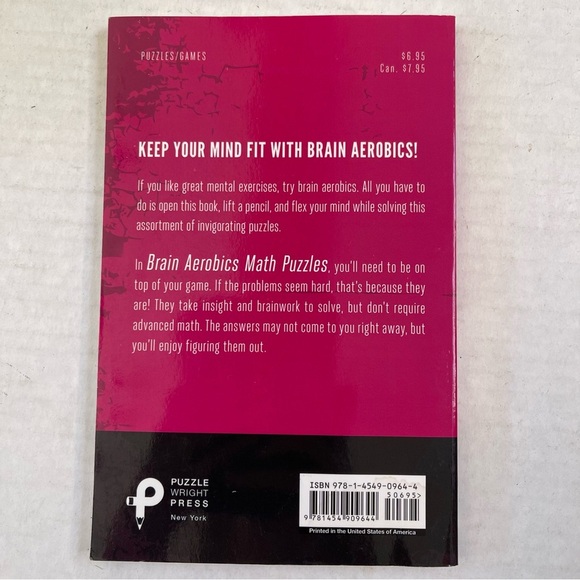 PUZZLES/GAMES
$6.95
Can. $7.95
KEEP YOUR MIND FIT WITH BRAIN AEROBICS!
If you like great mental exercises, try brain aerobics. All you have to
do is open this book, lift a pencil, and flex your mind while solving this
assortment of invigorating puzzles.
In Brain Aerobics Math Puzzles, you'll need to be on
top of your game. If the problems seem hard, that's because they
are! They take insight and brainwork to solve, but don't require
advanced math. The answers may not come to you right away, but
you'll enjoy figuring them out.
PUZZLE
WRIGHT
PRESS
New York
ISBN 978-1-4549-0964-4
50695>
9 781454 909644
Printed in the United States of America